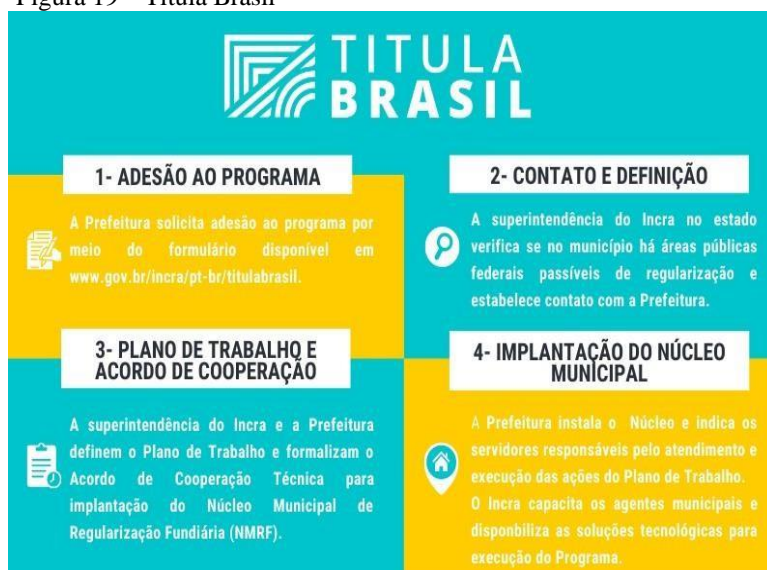 Figura 19 – Titula Brasil
TITULA
BRASIL
1- ADESÃO AO PROGRAMA
A Prefeitura solicita adesão ao programa por
meio do formulário disponível em
www.gov.br/incra/pt-br/titulabrasil.
2- CONTATO E DEFINIÇÃO
A superintendência do Incra no estado
verifica se no município há áreas públicas
federais passíveis de regularização e
estabelece contato com a Prefeitura.
3- PLANO DE TRABALHO E
ACORDO DE COOPERAÇÃO
A superintendência do Incra e a Prefeitura
definem o Plano de Trabalho e formalizam o
Acordo de Cooperação Técnica para
implantação do Núcleo Municipal de
Regularização Fundiária (NMRF).
4- IMPLANTAÇÃO DO NÚCLEO
MUNICIPAL
A Prefeitura instala o Núcleo e indica os
servidores responsáveis pelo atendimento e
execução das ações do Plano de Trabalho.
O Incra capacita os agentes municipais e
disponbiliza as soluções tecnológicas para
execução do Programa.